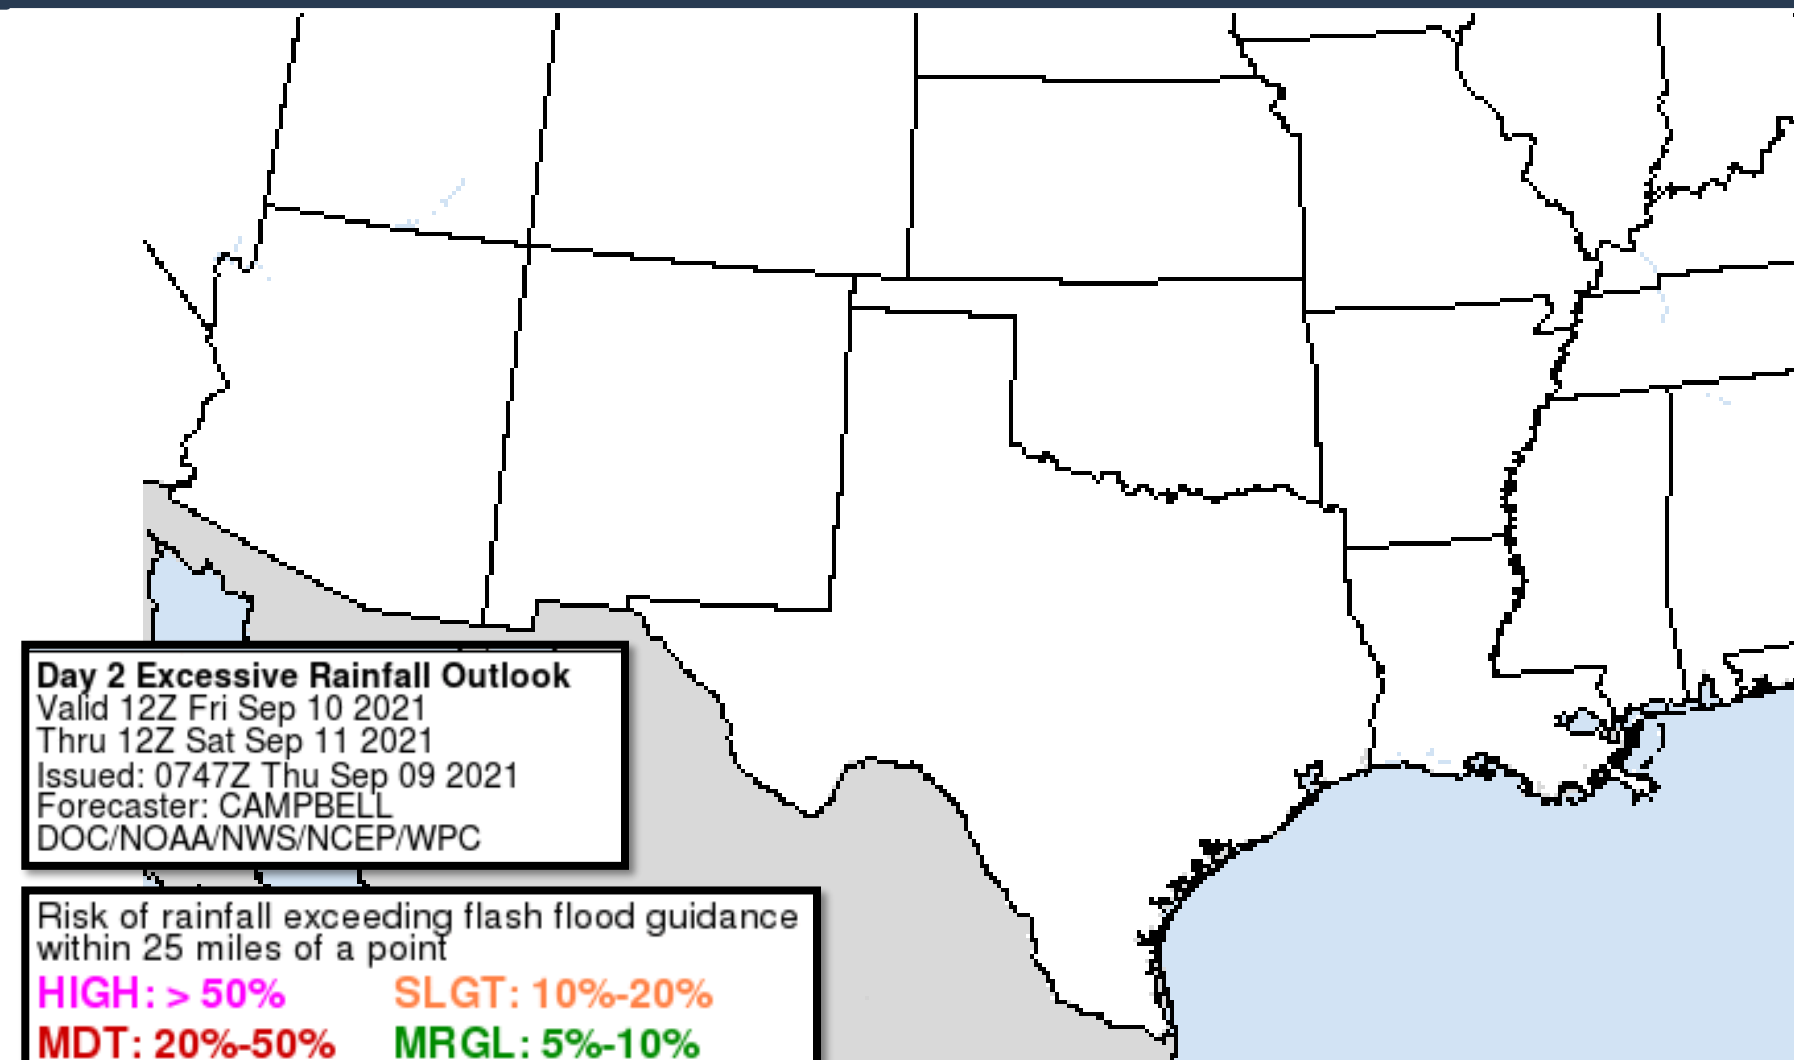 Day 2 Excessive Rainfall Outlook
Valid 12Z Fri Sep 10 2021
Thru 12Z Sat Sep 11 2021
Issued: 0747Z Thu Sep 09 2021
Forecaster: CAMPBELL
DOC/NOAA/NWS/NCEP/WPC
Risk of rainfall exceeding flash flood guidance
within 25 miles of a point
HIGH: > 50% SLGT: 10%-20%
MDT: 20%-50% MRGL: 5%-10%